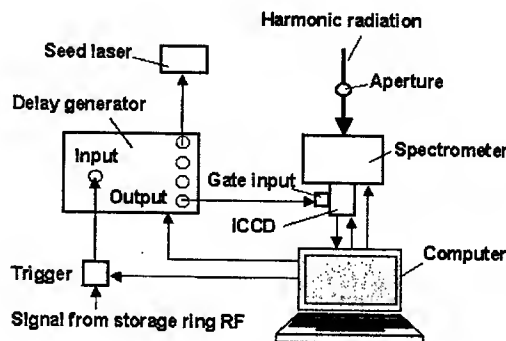 Harmonic radiation
Seed laser
Aperture
Delay generator
Input
Spectrometer
Output
Gate input
ICCD
Computer
Trigger
Signal from storage ring RF